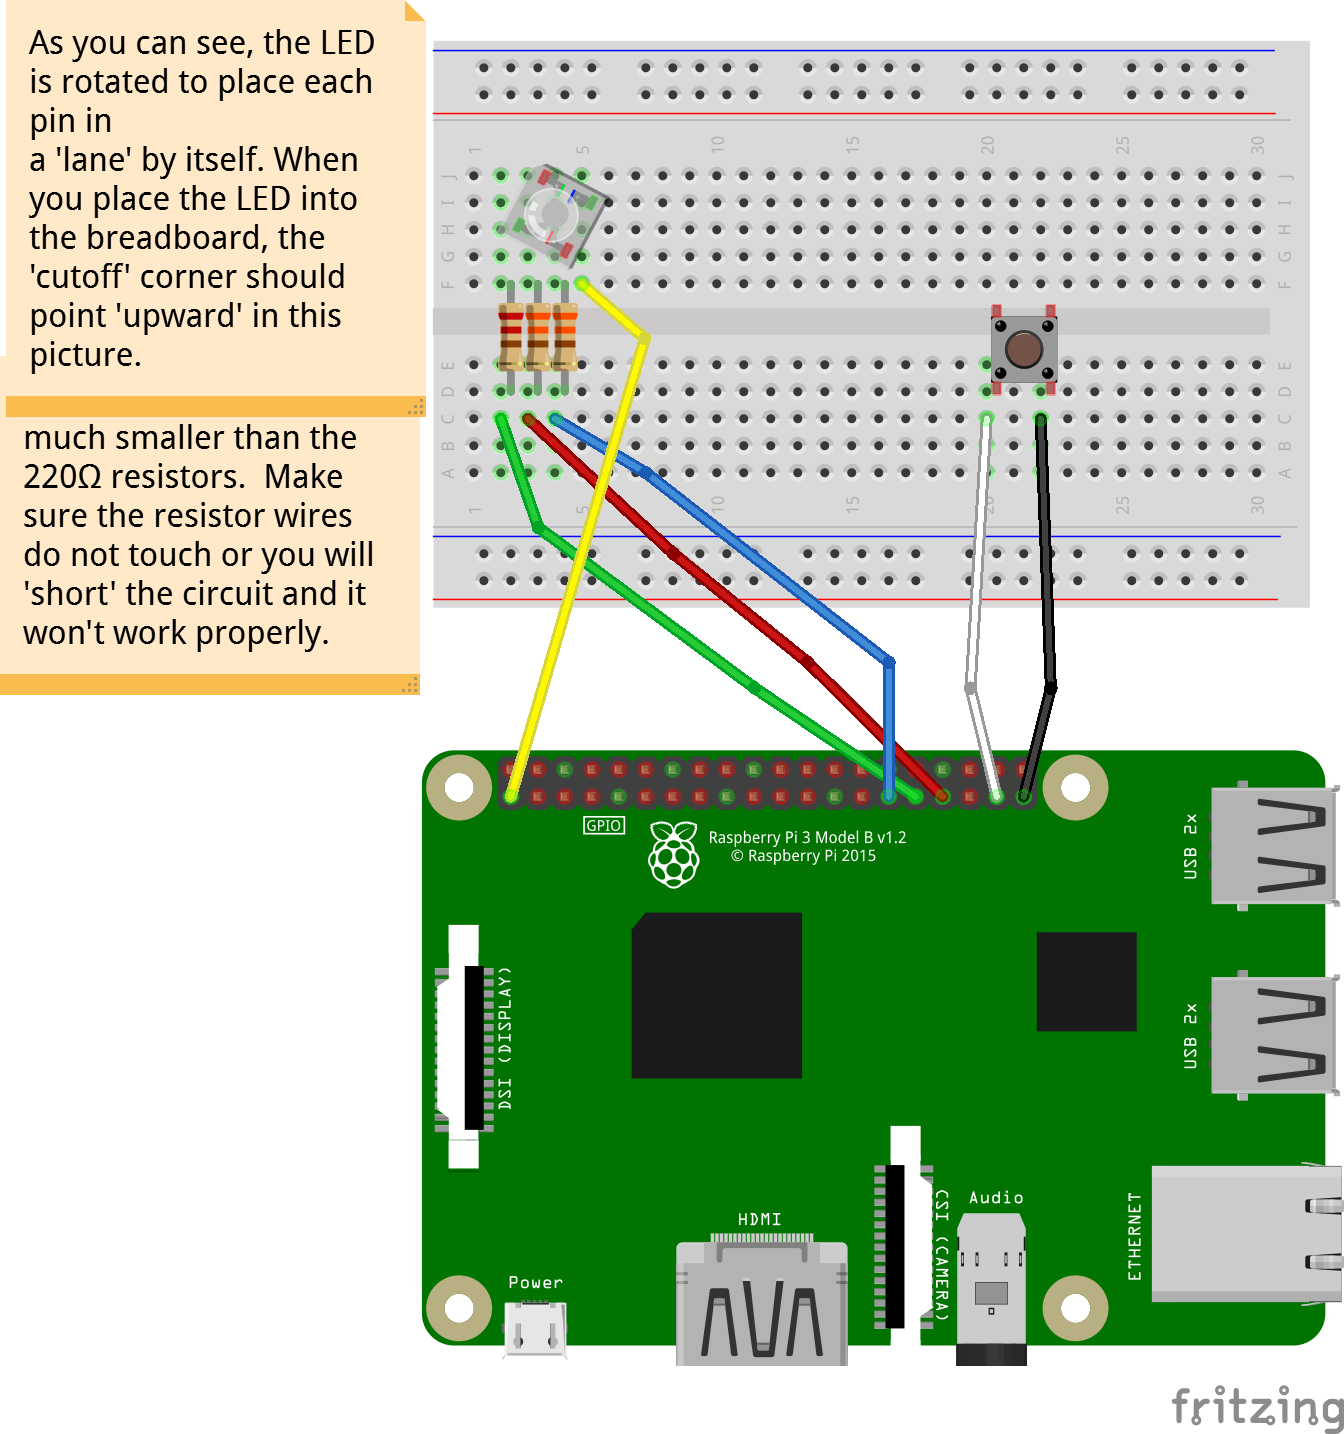 As you can see, the LED
is rotated to place each
pin in
a 'lane' by itself. When
you place the LED into
the breadboard, the
'cutoff' corner should
point 'upward' in this
picture.
much smaller than the
220Ω resistors.  Make
sure the resistor wires
do not touch or you will
'short' the circuit and it
won't work properly.
1 5 10 15 20 25 30
J J
I I
H H
G G
F F
E E
D D
C C
B B
A A
1 5 10 15 20 25 30
GPIO
Raspberry Pi 3 Model B v1.2
© Raspberry Pi 2015
USB 2x
DSI (DISPLAY)
USB 2x
HDMI
CSI (CAMERA)
Audio
ETHERNET
Power
fritzing